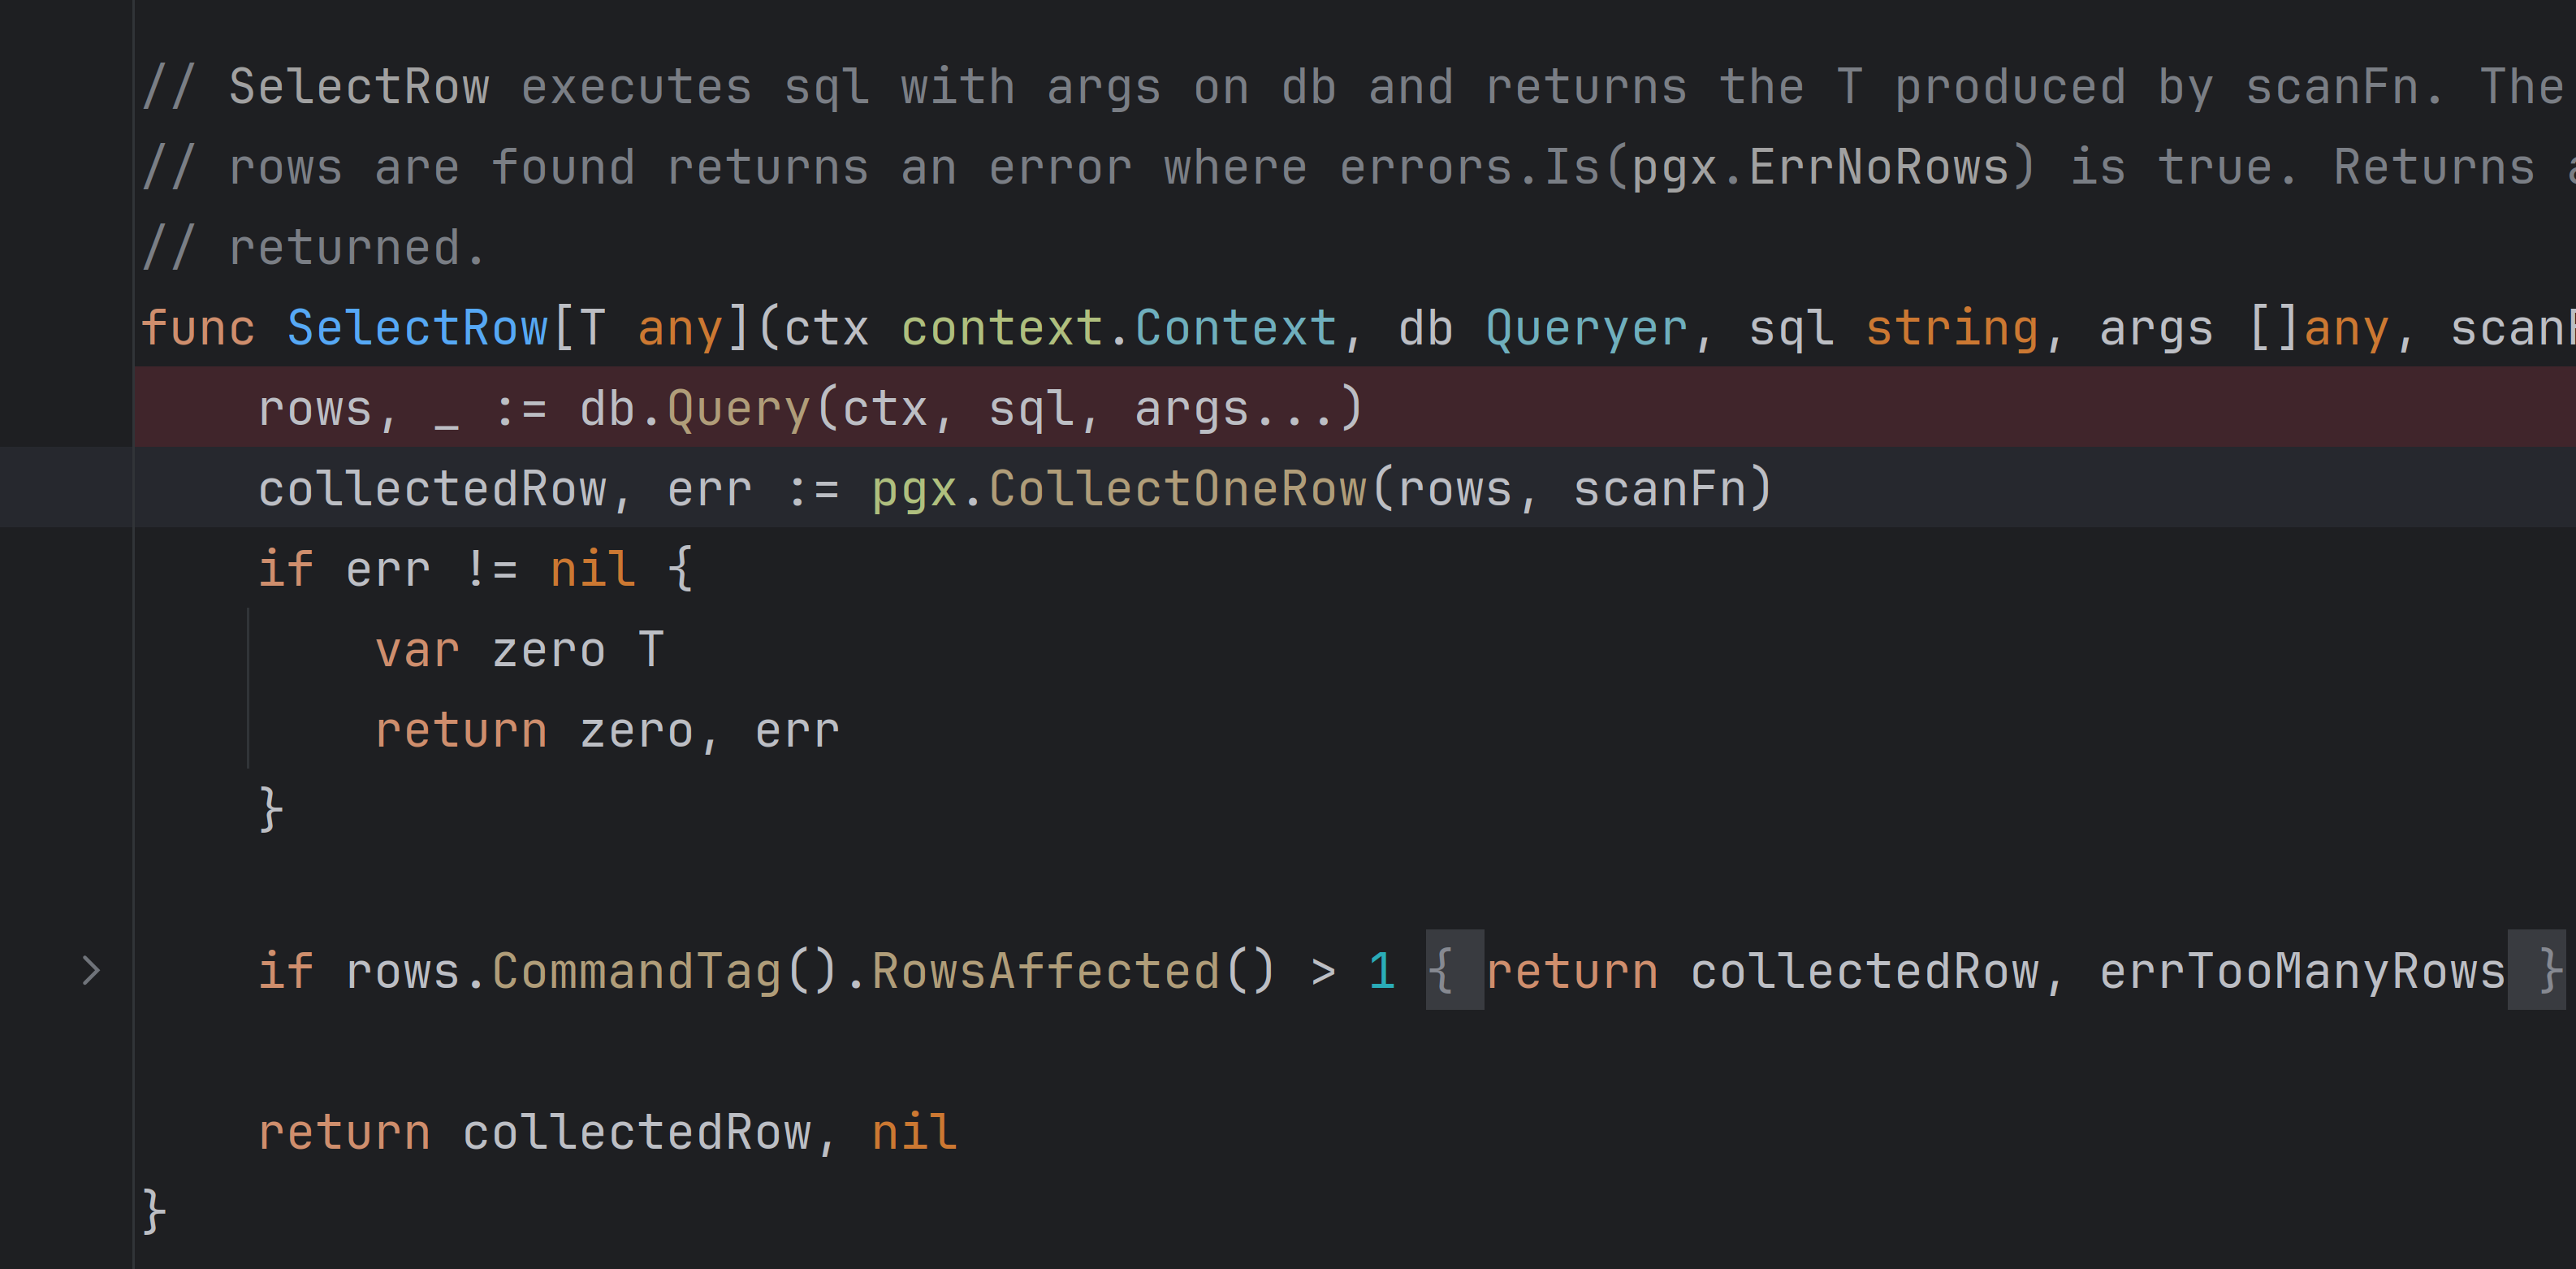 // SelectRow executes sql with args on db and returns the T produced by scanFn. The
// rows are found returns an error where errors.Is(pgx.ErrNoRows) is true. Returns
// returned.
func SelectRow[T any](ctx context.Context, db Queryer, sql string, args []any,
rows, _ := db.Query(ctx, sql, args...)
collectedRow, err := pgx.CollectOneRow(rows, scanFn)
if err != nil {
var zero T
return zero, err
}
if rows.CommandTag().RowsAffected() > 1 { return collectedRow, errTooManyRows }
return collectedRow, nil
}